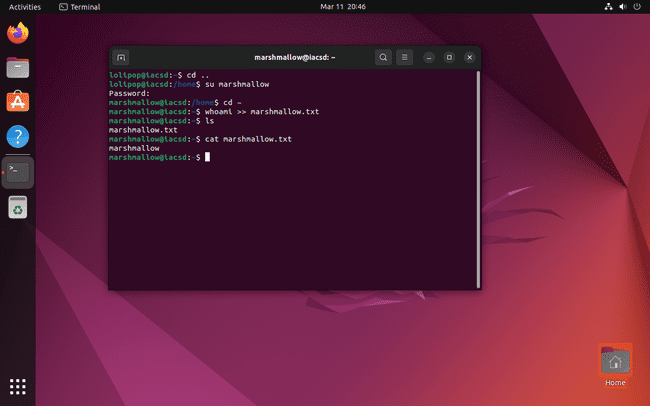 Activities
Terminal
Mar 11 20:46
marshmallow@iacsd: ~
lolipop@iacsd:~$ cd ..
lolipop@iacsd:/home$ su marshmallow
Password:
marshmallow@iacsd:/home$ cd ~
marshmallow@iacsd:~$ whoami >> marshmallow.txt
marshmallow@iacsd:~$ ls
marshmallow.txt
marshmallow@iacsd:~$ cat marshmallow.txt
marshmallow
marshmallow@iacsd:~$
Home